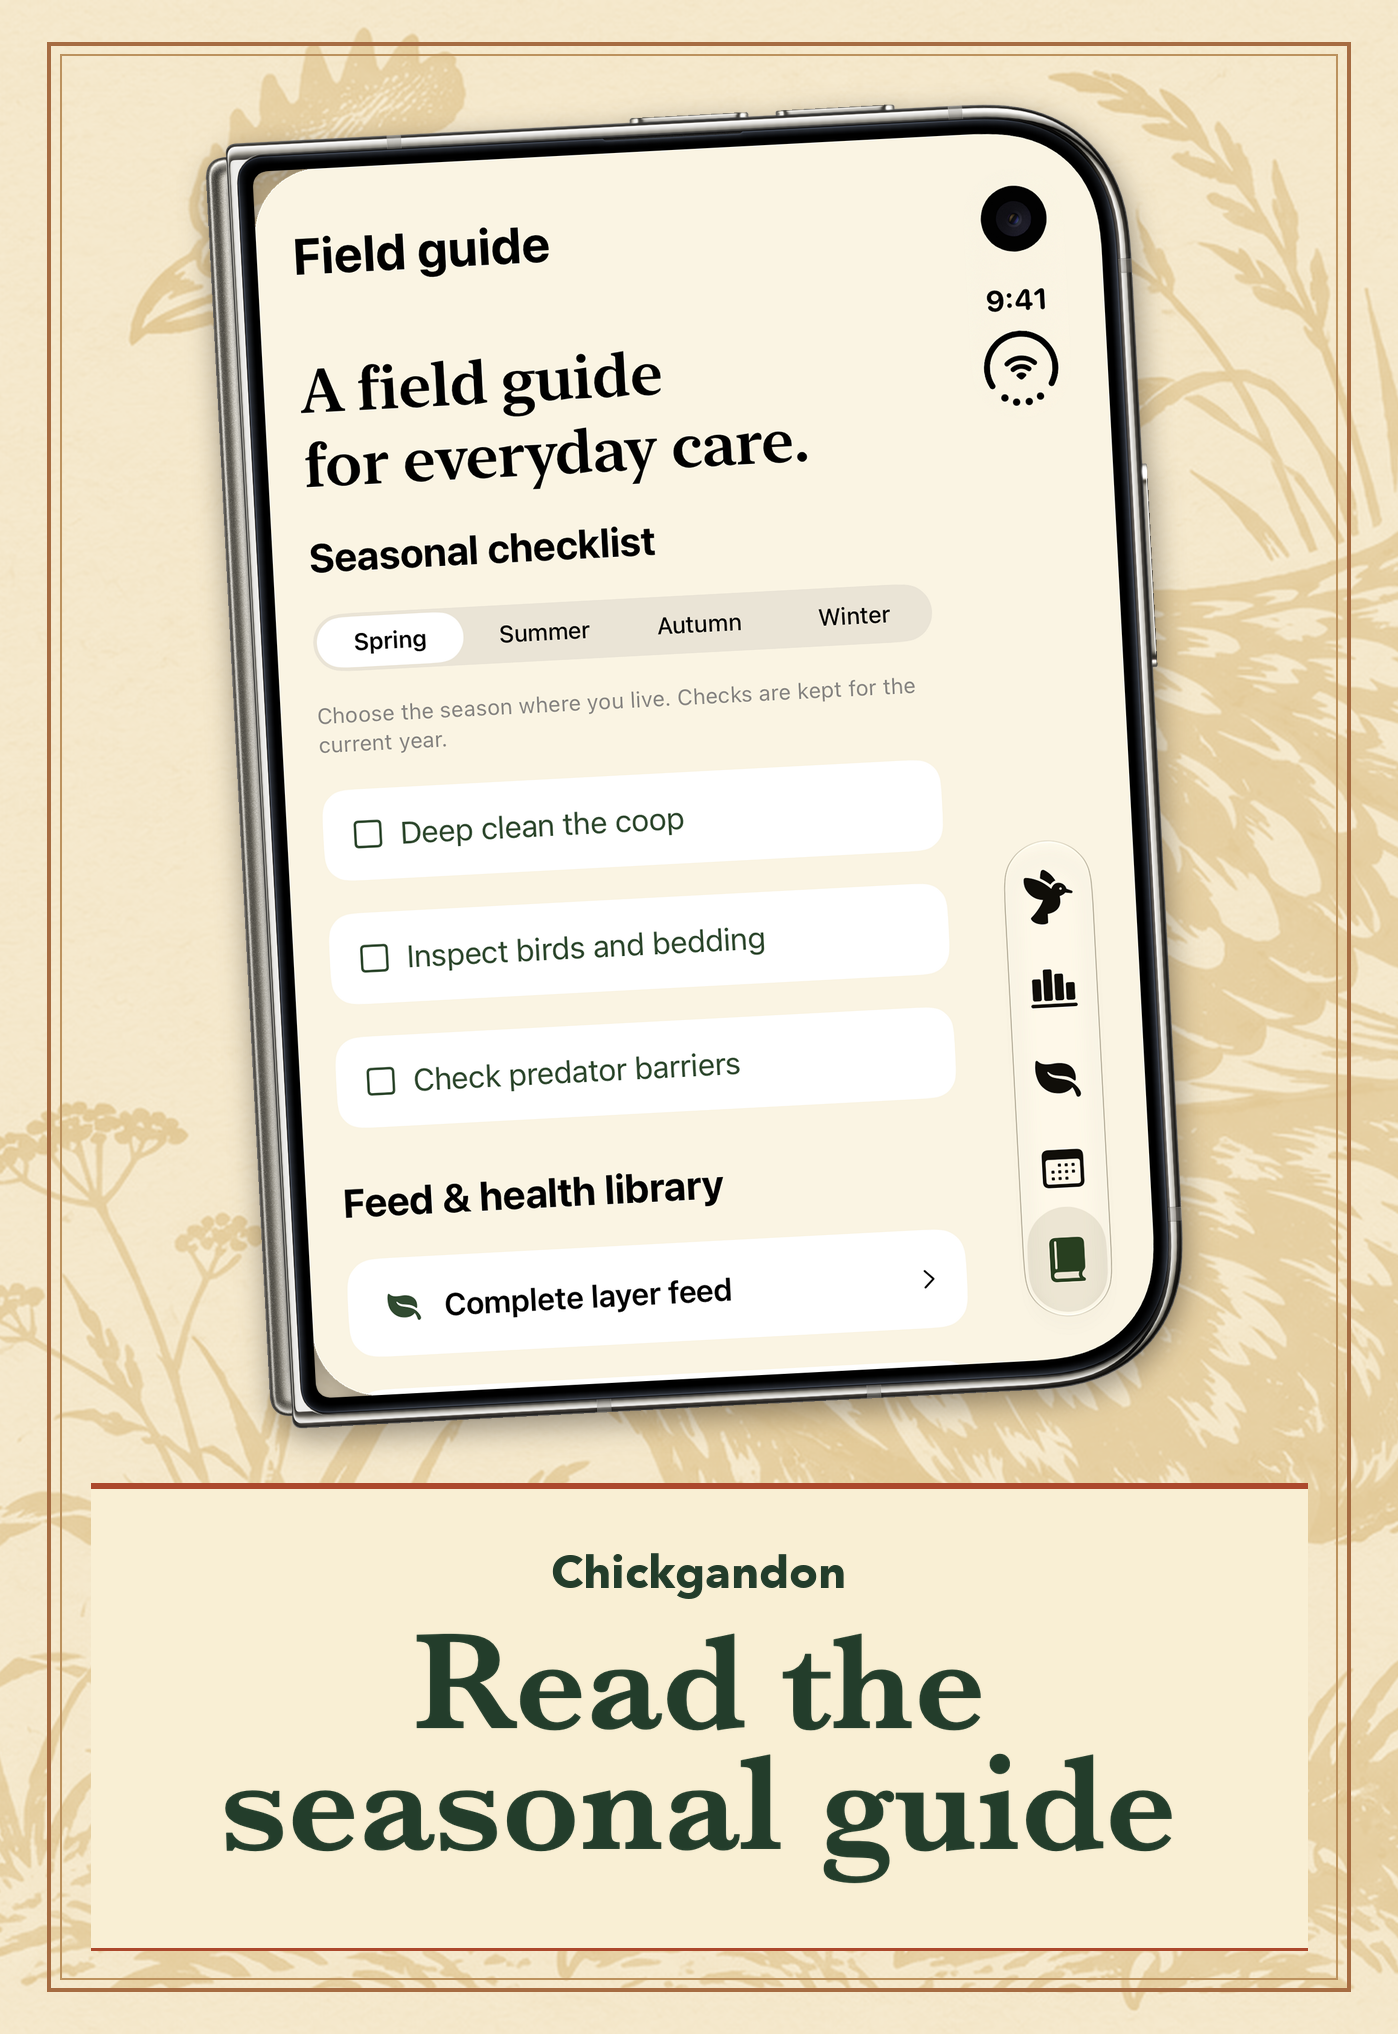 Field guide
9:41
A field guide
for everyday care.
Seasonal checklist
Spring Summer Autumn Winter
Choose the season where you live. Checks are kept for the
current year.
Deep clean the coop
Inspect birds and bedding
Check predator barriers
Feed & health library
Complete layer feed
Chickgandon
Read the
seasonal guide